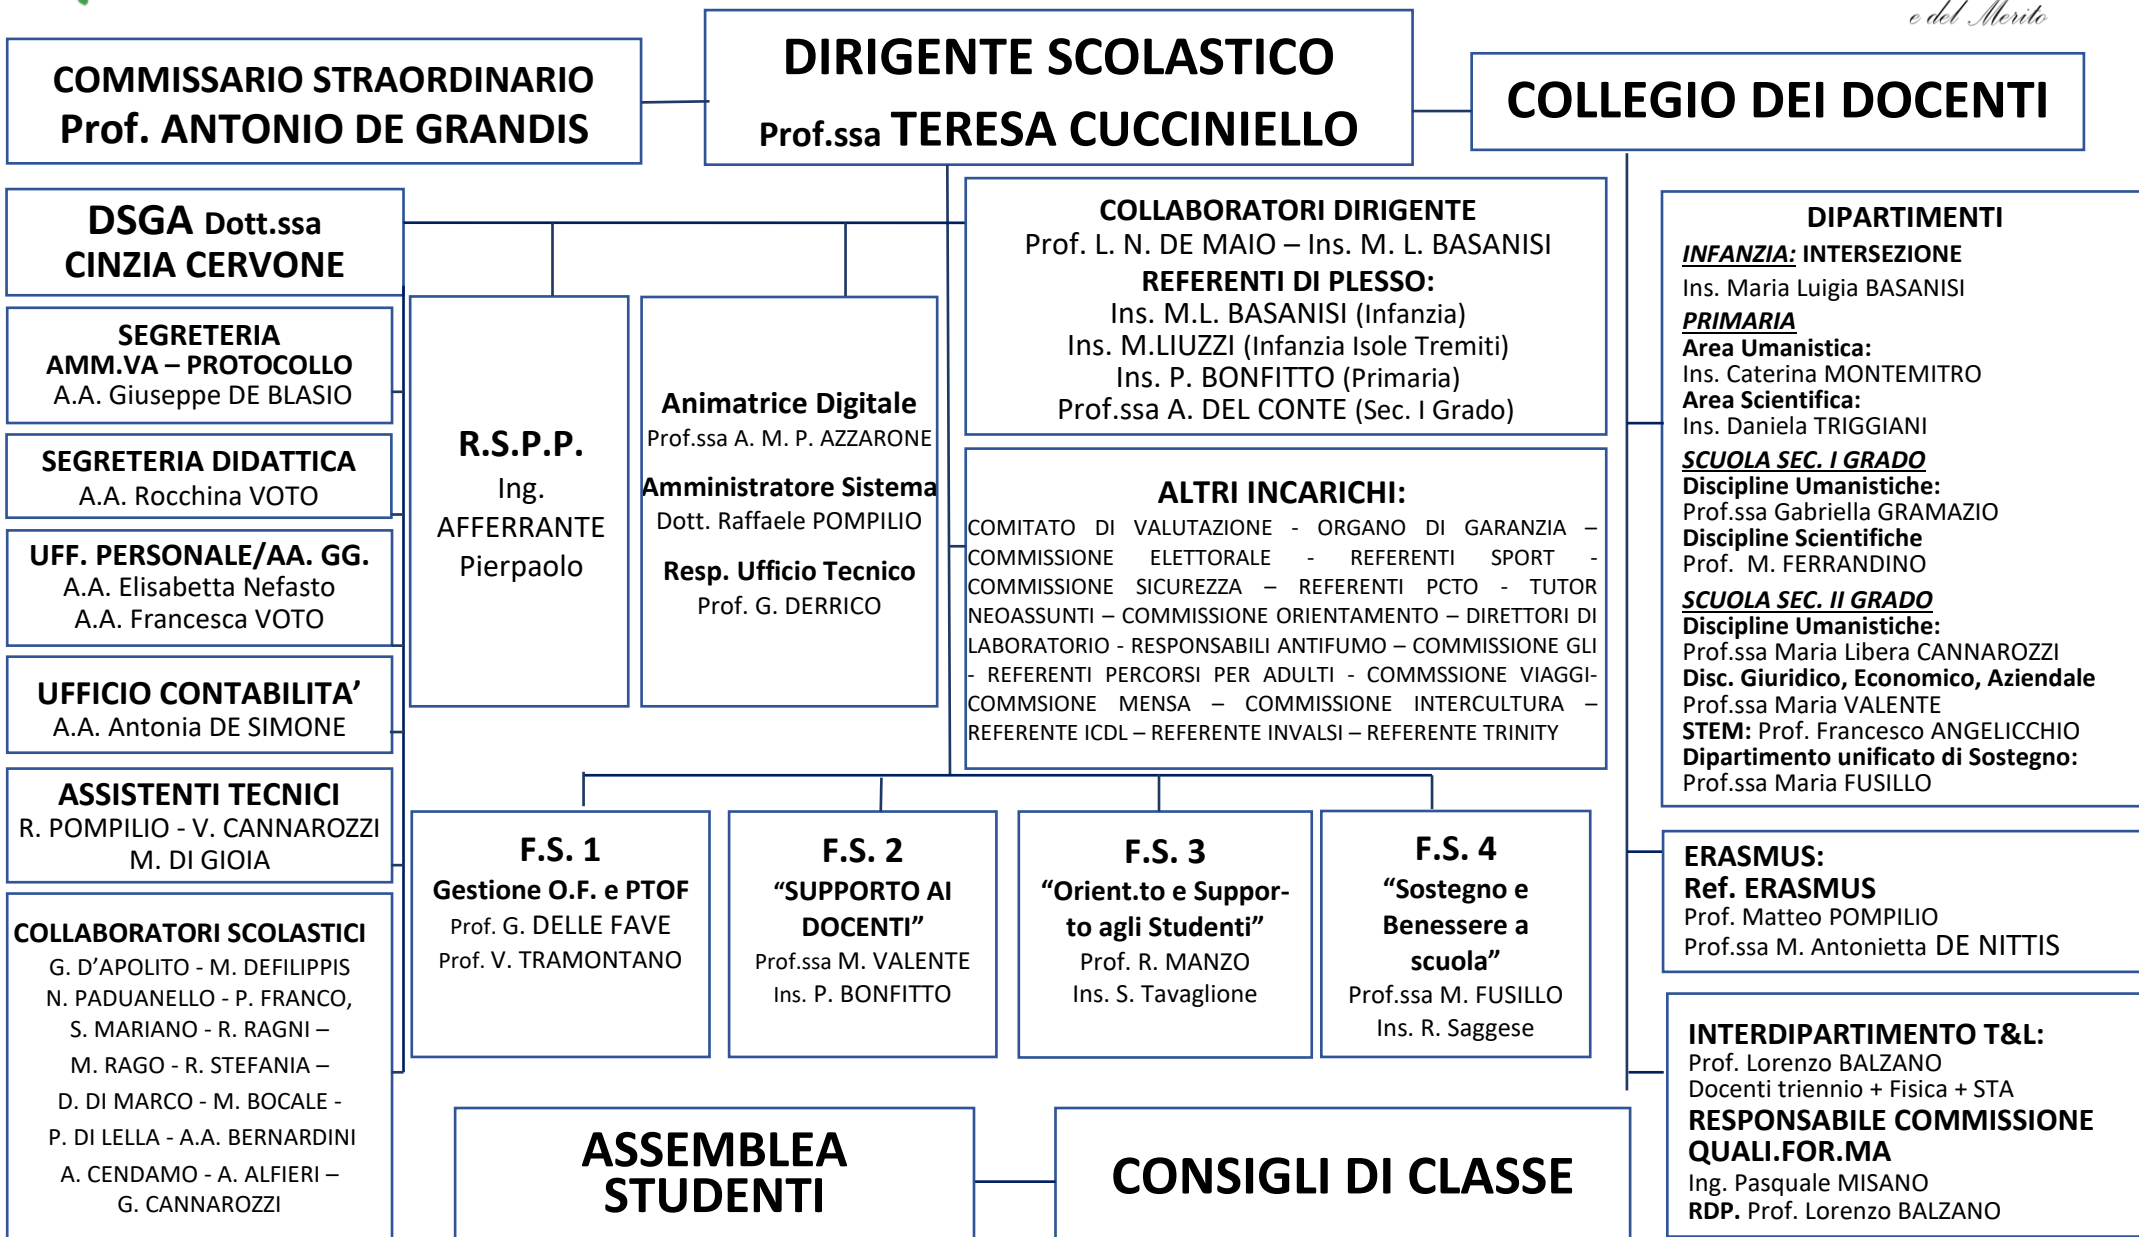 e del Merito
COMMISSARIO STRAORDINARIO
Prof. ANTONIO DE GRANDIS
DIRIGENTE SCOLASTICO
Prof.ssa TERESA CUCCINIELLO
COLLEGIO DEI DOCENTI
DSGA Dott.ssa
CINZIA CERVONE
SEGRETERIA
AMM.VA – PROTOCOLLO
A.A. Giuseppe DE BLASIO
SEGRETERIA DIDATTICA
A.A. Rocchina VOTO
UFF. PERSONALE/AA. GG.
A.A. Elisabetta Nefasto
A.A. Francesca VOTO
UFFICIO CONTABILITA’
A.A. Antonia DE SIMONE
ASSISTENTI TECNICI
R. POMPILIO - V. CANNAROZZI
M. DI GIOIA
COLLABORATORI SCOLASTICI
G. D’APOLITO - M. DEFILIPPIS
N. PADUANELLO - P. FRANCO,
S. MARIANO - R. RAGNI –
M. RAGO - R. STEFANIA –
D. DI MARCO - M. BOCALE -
P. DI LELLA - A.A. BERNARDINI
A. CENDAMO - A. ALFIERI –
G. CANNAROZZI
R.S.P.P.
Ing.
AFFERRANTE
Pierpaolo
Animatrice Digitale
Prof.ssa A. M. P. AZZARONE
Amministratore Sistema
Dott. Raffaele POMPILIO
Resp. Ufficio Tecnico
Prof. G. DERRICO
COLLABORATORI DIRIGENTE
Prof. L. N. DE MAIO – Ins. M. L. BASANISI
REFERENTI DI PLESSO:
Ins. M.L. BASANISI (Infanzia)
Ins. M.LIUZZI (Infanzia Isole Tremiti)
Ins. P. BONFITTO (Primaria)
Prof.ssa A. DEL CONTE (Sec. I Grado)
ALTRI INCARICHI:
COMITATO DI VALUTAZIONE - ORGANO DI GARANZIA –
COMMISSIONE ELETTORALE - REFERENTI SPORT -
COMMISSIONE SICUREZZA – REFERENTI PCTO - TUTOR
NEOASSUNTI – COMMISSIONE ORIENTAMENTO – DIRETTORI DI
LABORATORIO - RESPONSABILI ANTIFUMO – COMMISSIONE GLI
- REFERENTI PERCORSI PER ADULTI - COMMSSIONE VIAGGI-
COMMSIONE MENSA – COMMISSIONE INTERCULTURA –
REFERENTE ICDL – REFERENTE INVALSI – REFERENTE TRINITY
F.S. 1
Gestione O.F. e PTOF
Prof. G. DELLE FAVE
Prof. V. TRAMONTANO
F.S. 2
“SUPPORTO AI
DOCENTI”
Prof.ssa M. VALENTE
Ins. P. BONFITTO
F.S. 3
“Orient.to e Suppor-
to agli Studenti”
Prof. R. MANZO
Ins. S. Tavaglione
F.S. 4
“Sostegno e
Benessere a
scuola”
Prof.ssa M. FUSILLO
Ins. R. Saggese
ASSEMBLEA
STUDENTI
CONSIGLI DI CLASSE
DIPARTIMENTI
INFANZIA: INTERSEZIONE
Ins. Maria Luigia BASANISI
PRIMARIA
Area Umanistica:
Ins. Caterina MONTEMITRO
Area Scientifica:
Ins. Daniela TRIGGIANI
SCUOLA SEC. I GRADO
Discipline Umanistiche:
Prof.ssa Gabriella GRAMAZIO
Discipline Scientifiche
Prof. M. FERRANDINO
SCUOLA SEC. II GRADO
Discipline Umanistiche:
Prof.ssa Maria Libera CANNAROZZI
Disc. Giuridico, Economico, Aziendale
Prof.ssa Maria VALENTE
STEM: Prof. Francesco ANGELICCHIO
Dipartimento unificato di Sostegno:
Prof.ssa Maria FUSILLO
ERASMUS:
Ref. ERASMUS
Prof. Matteo POMPILIO
Prof.ssa M. Antonietta DE NITTIS
INTERDIPARTIMENTO T&L:
Prof. Lorenzo BALZANO
Docenti triennio + Fisica + STA
RESPONSABILE COMMISSIONE
QUALI.FOR.MA
Ing. Pasquale MISANO
RDP. Prof. Lorenzo BALZANO